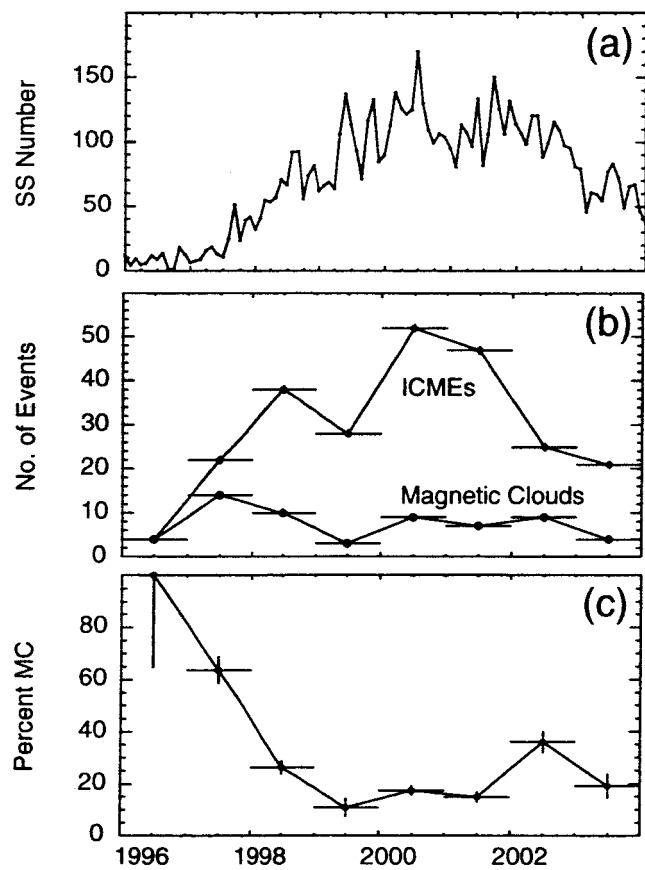 (a)
SS Number
150
100
50
0
(b)
No. of Events
50
40
30
20
10
0
ICMEs
Magnetic Clouds
(c)
Percent MC
80
60
40
20
0
1996 1998 2000 2002